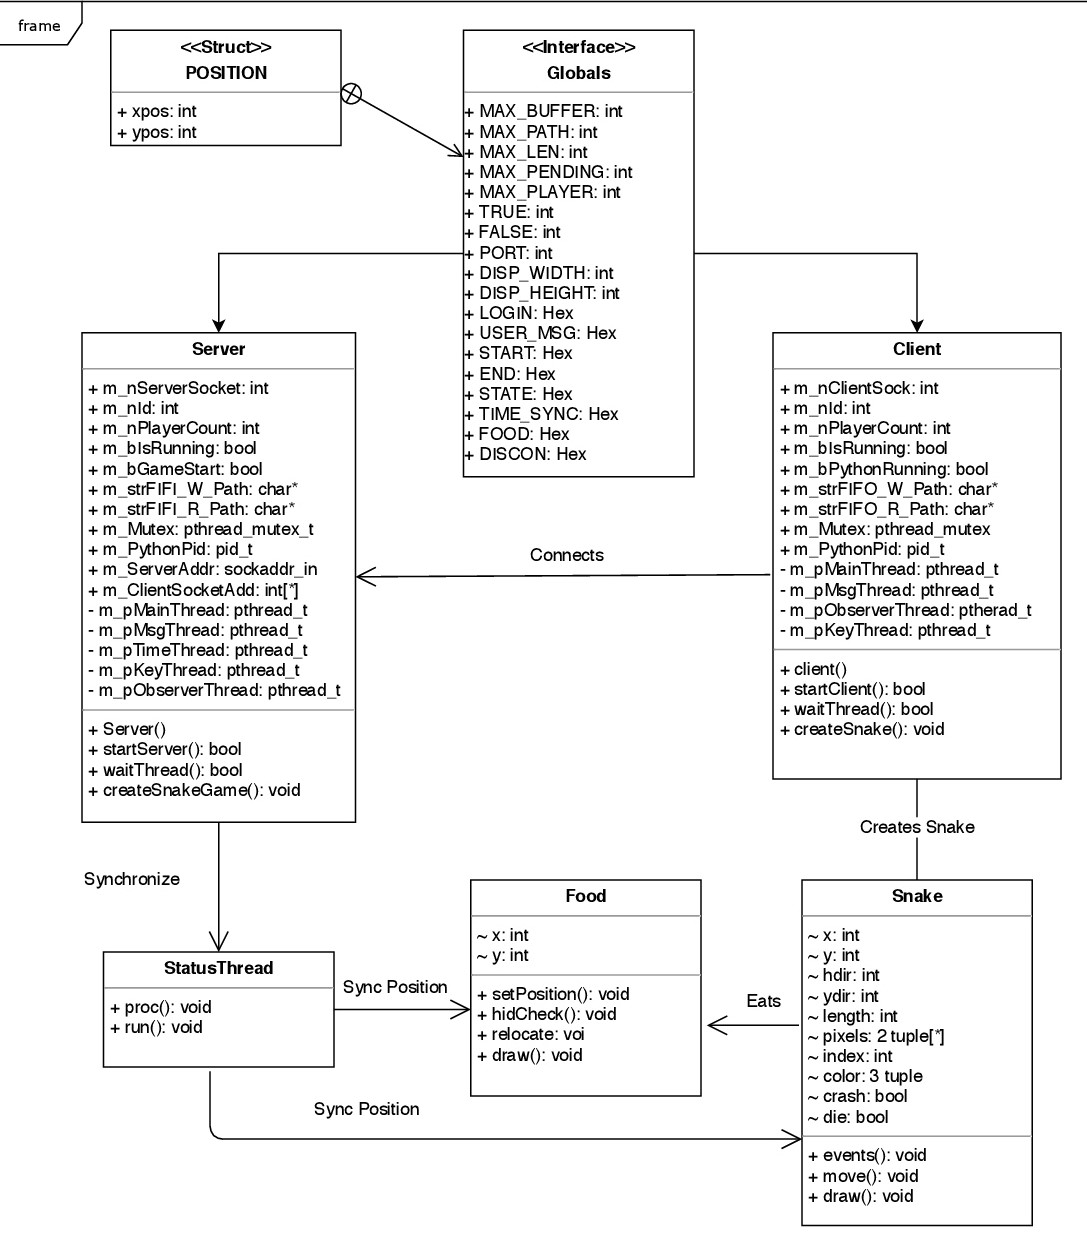 frame
<<Struct>>
POSITION
+ xpos: int
+ ypos: int
<<Interface>>
Globals
+ MAX_BUFFER: int
+ MAX_PATH: int
+ MAX_LEN: int
+ MAX_PENDING: int
+ MAX_PLAYER: int
+ TRUE: int
+ FALSE: int
+ PORT: int
+ DISP_WIDTH: int
+ DISP_HEIGHT: int
+ LOGIN: Hex
+ USER_MSG: Hex
+ START: Hex
+ END: Hex
+ STATE: Hex
+ TIME_SYNC: Hex
+ FOOD: Hex
+ DISCON: Hex
Server
+ m_nServerSocket: int
+ m_nId: int
+ m_nPlayerCount: int
+ m_bIsRunning: bool
+ m_bGameStart: bool
+ m_strFIFI_W_Path: char*
+ m_strFIFI_R_Path: char*
+ m_Mutex: pthread_mutex_t
+ m_PythonPid: pid_t
+ m_ServerAddr: sockaddr_in
+ m_ClientSocketAdd: int[*]
- m_pMainThread: pthread_t
- m_pMsgThread: pthread_t
- m_pTimeThread: pthread_t
- m_pKeyThread: pthread_t
- m_pObserverThread: pthread_t
+ Server()
+ startServer(): bool
+ waitThread(): bool
+ createSnakeGame(): void
Connects
Client
+ m_nClientSock: int
+ m_nId: int
+ m_nPlayerCount: int
+ m_bIsRunning: bool
+ m_bPythonRunning: bool
+ m_strFIFO_W_Path: char*
+ m_strFIFO_R_Path: char*
+ m_Mutex: pthread_mutex
+ m_PythonPid: pid_t
- m_pMainThread: pthread_t
- m_pMsgThread: pthread_t
- m_pObserverThread: ptherad_t
- m_pKeyThread: pthread_t
+ client()
+ startClient(): bool
+ waitThread(): bool
+ createSnake(): void
Creates Snake
Synchronize
StatusThread
+ proc(): void
+ run(): void
Sync Position
Sync Position
Food
~ x: int
~ y: int
+ setPosition(): void
+ hidCheck(): void
+ relocate: voi
+ draw(): void
Eats
Snake
~ x: int
~ y: int
~ hdir: int
~ ydir: int
~ length: int
~ pixels: 2 tuple[*]
~ index: int
~ color: 3 tuple
~ crash: bool
~ die: bool
+ events(): void
+ move(): void
+ draw(): void